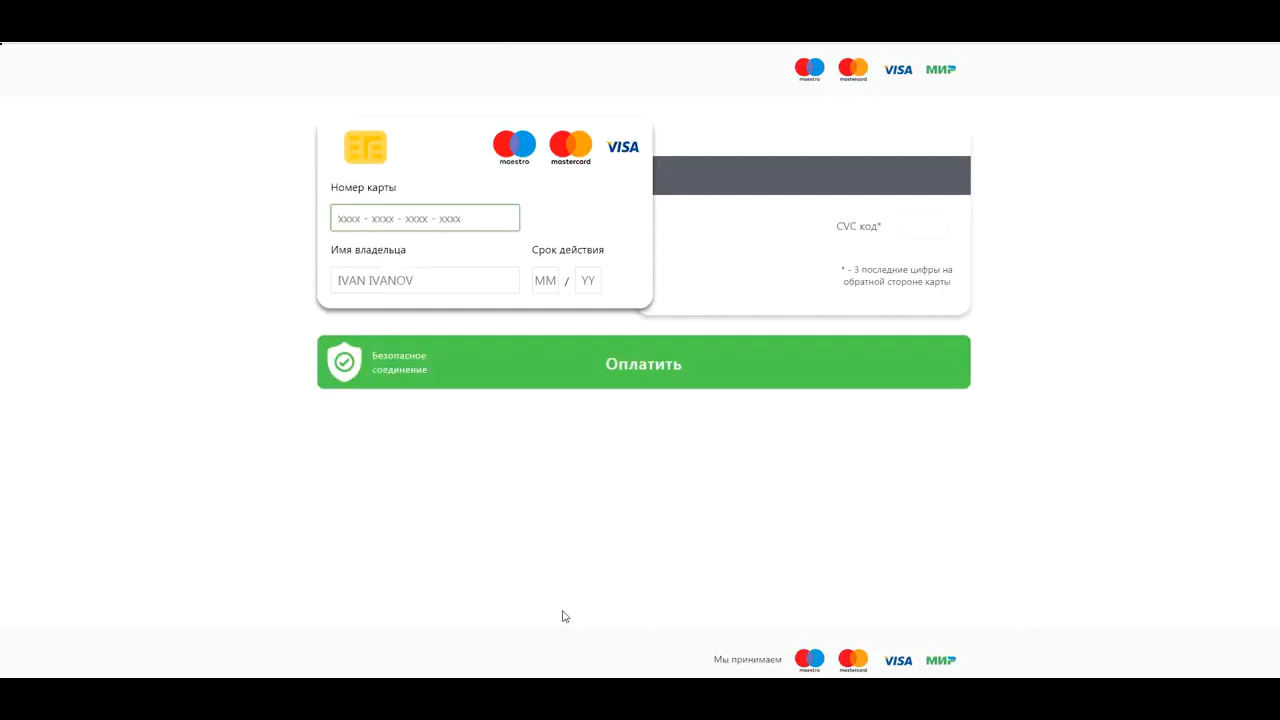 maestro mastercard VISA МИР
maestro mastercard VISA
Номер карты
xxxx - xxxx - xxxx - xxxx
Имя владельца
Срок действия
IVAN IVANOV
MM / YY
CVC код*
* - 3 последние цифры на
обратной стороне карты
Безопасное
соединение
Оплатить
Мы принимаем maestro mastercard VISA МИР